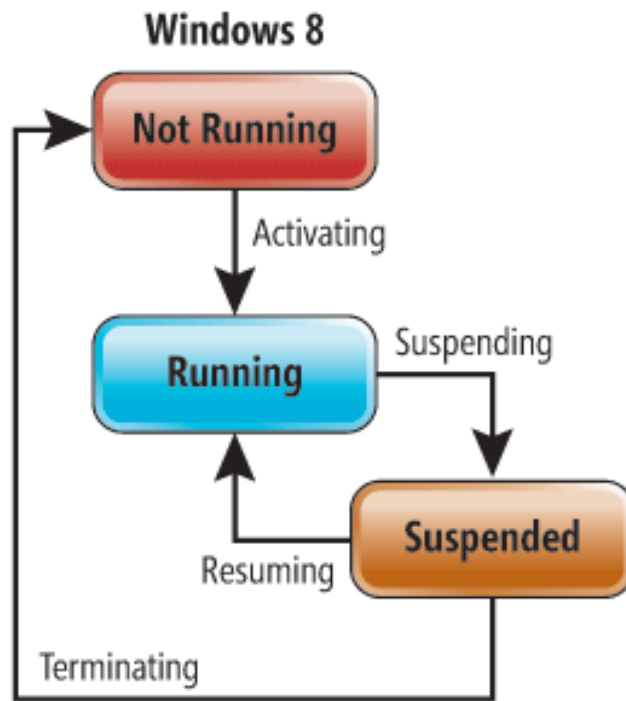 Windows 8
Not Running
Activating
Running
Suspending
Suspended
Resuming
Terminating